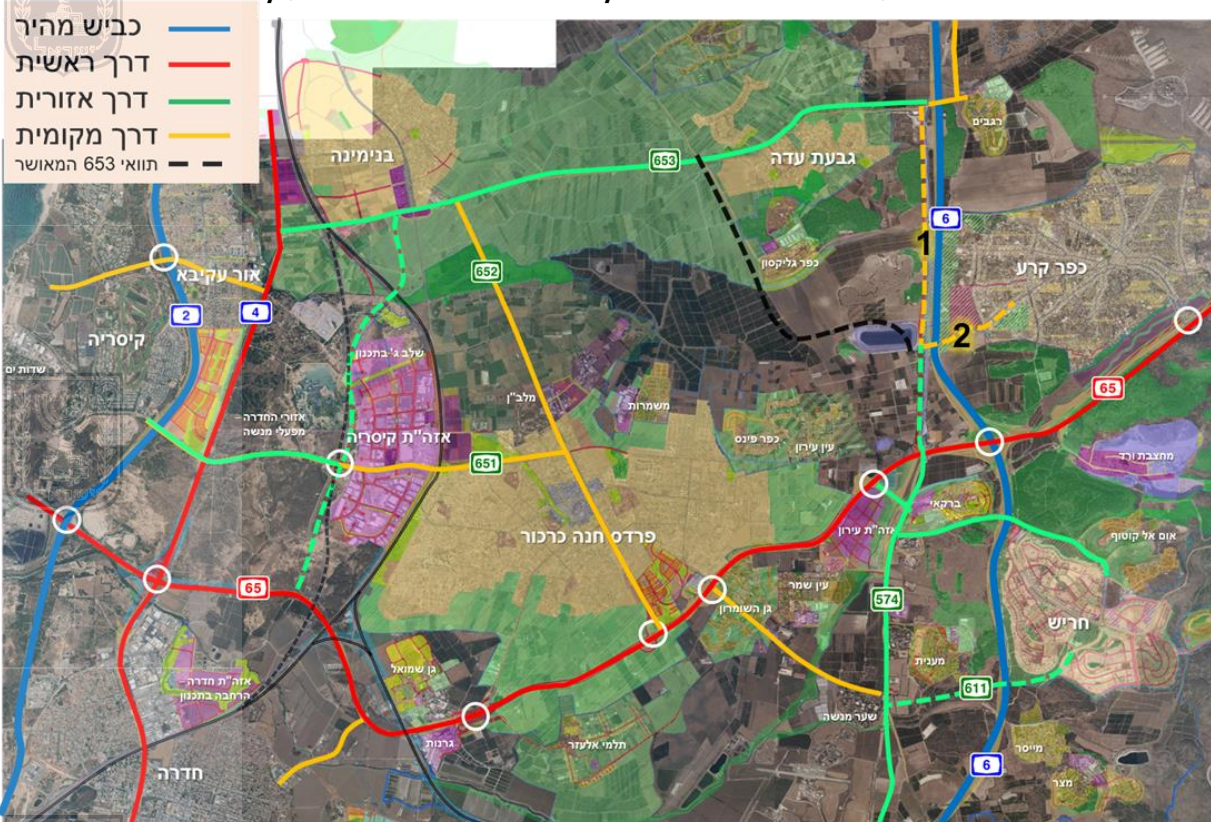 כביש מהיר
דרך ראשית
דרך אזורית
דרך מקומית
תוואי 653 המאושר
בנימינה
653
גבעת עדה
רגבים
6
1
כפר גליקסון
כפר קרע
2
אור עקיבא
652
2
4
קיסריה
שדות ים
שלב ג' בתכנון
מלב"ן
משמרות
65
אזורי החדרה -
מפעלי מנשה
אזה"ת קיסריה
651
כפר פינס
עין עירון
מחצבת ורד
פרדס חנה כרכור
ברקאי
אזה"ת עירון
אום אל קוטוף
65
עין שמר
גן השומרון
574
חריש
גן שמואל
מענית
אזה"ת חדרה -
הרחבה בתכנון
611
שער מנשה
גרנות
תלמי אלעזר
מייסר
חדרה
6
מצר